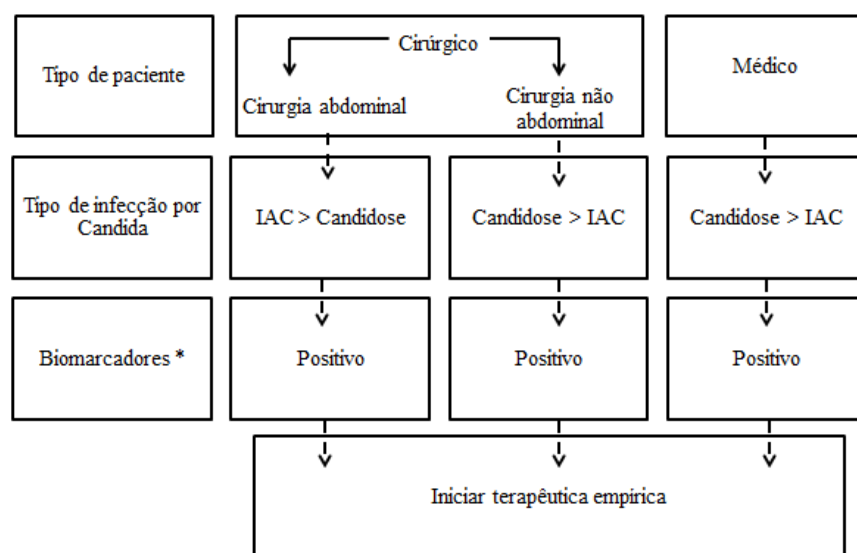 Tipo de paciente
Cirúrgico
Cirurgia abdominal
Cirurgia não
abdominal
Médico
Tipo de infecção por
Candida
IAC > Candidose
Candidose > IAC
Candidose > IAC
Biomarcadores *
Positivo
Positivo
Positivo
Iniciar terapêutica empírica